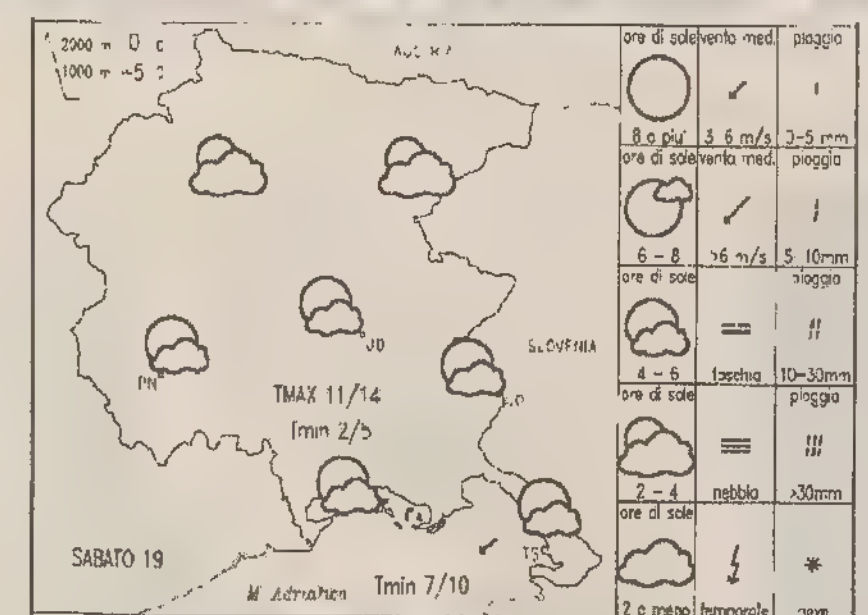 2000 m 0 c
1000 m -5 c
SLOVENIA
PN
UD
TMAX 11/14
Tmin 2/5
TS
SABATO 19
Adriatico
Tmin 7/10
ore di sole vento med. pioggia
8 o piu' 3-6 m/s 0-5 mm
ore di sole vento med. pioggia
6 - 8 >6 m/s 5-10mm
ore di sole pioggia
4 - 6 foschia 10-30mm
ore di sole pioggia
2 - 4 nebbia >30mm
ore di sole
2 o meno temporale neve